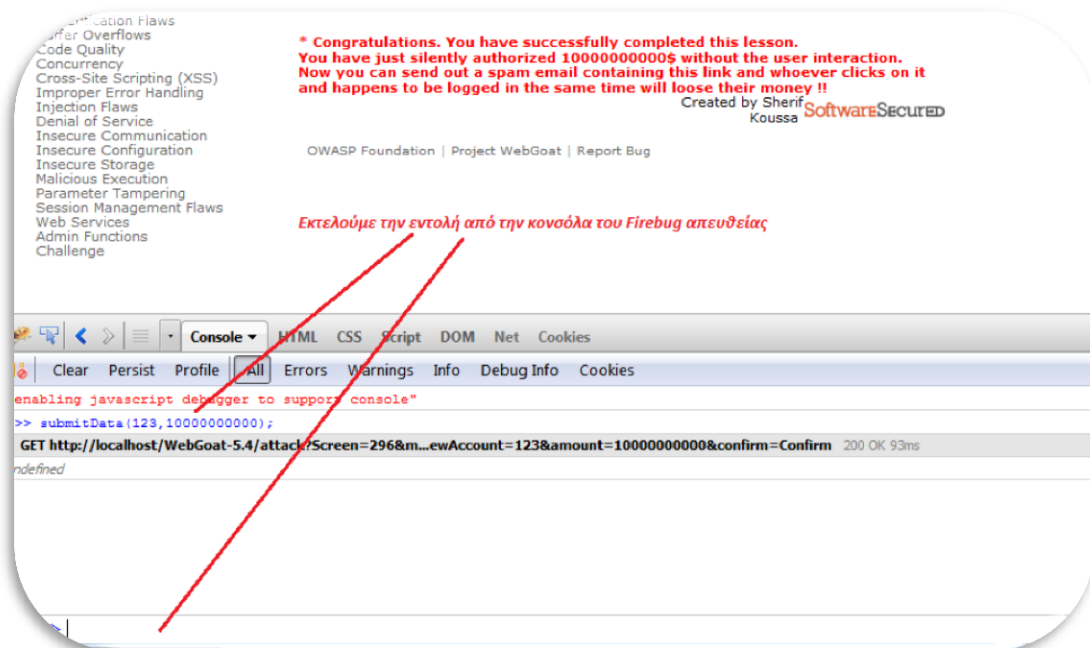 Flaws
Overflows
Code Quality
Concurrency
Cross-Site Scripting (XSS)
Improper Error Handling
Injection Flaws
Denial of Service
Insecure Communication
Insecure Configuration
Insecure Storage
Malicious Execution
Parameter Tampering
Session Management Flaws
Web Services
Admin Functions
Challenge
* Congratulations. You have successfully completed this lesson.
You have just silently authorized 10000000000$ without the user interaction.
Now you can send out a spam email containing this link and whoever clicks on it
and happens to be logged in the same time will loose their money !!
Created by Sherif
Koussa SoftwareSecured
OWASP Foundation | Project WebGoat | Report Bug
Εκτελούμε την εντολή από την κονσόλα του Firebug απευθείας
Console HTML CSS Script DOM Net Cookies
Clear Persist Profile All Errors Warnings Info Debug Info Cookies
enabling javascript debugger to support console"
>> submitData(123,10000000000);
GET http://localhost/WebGoat-5.4/attack?Screen=296&m...ewAccount=123&amount=10000000000&confirm=Confirm 200 OK 93ms
ndefined
>